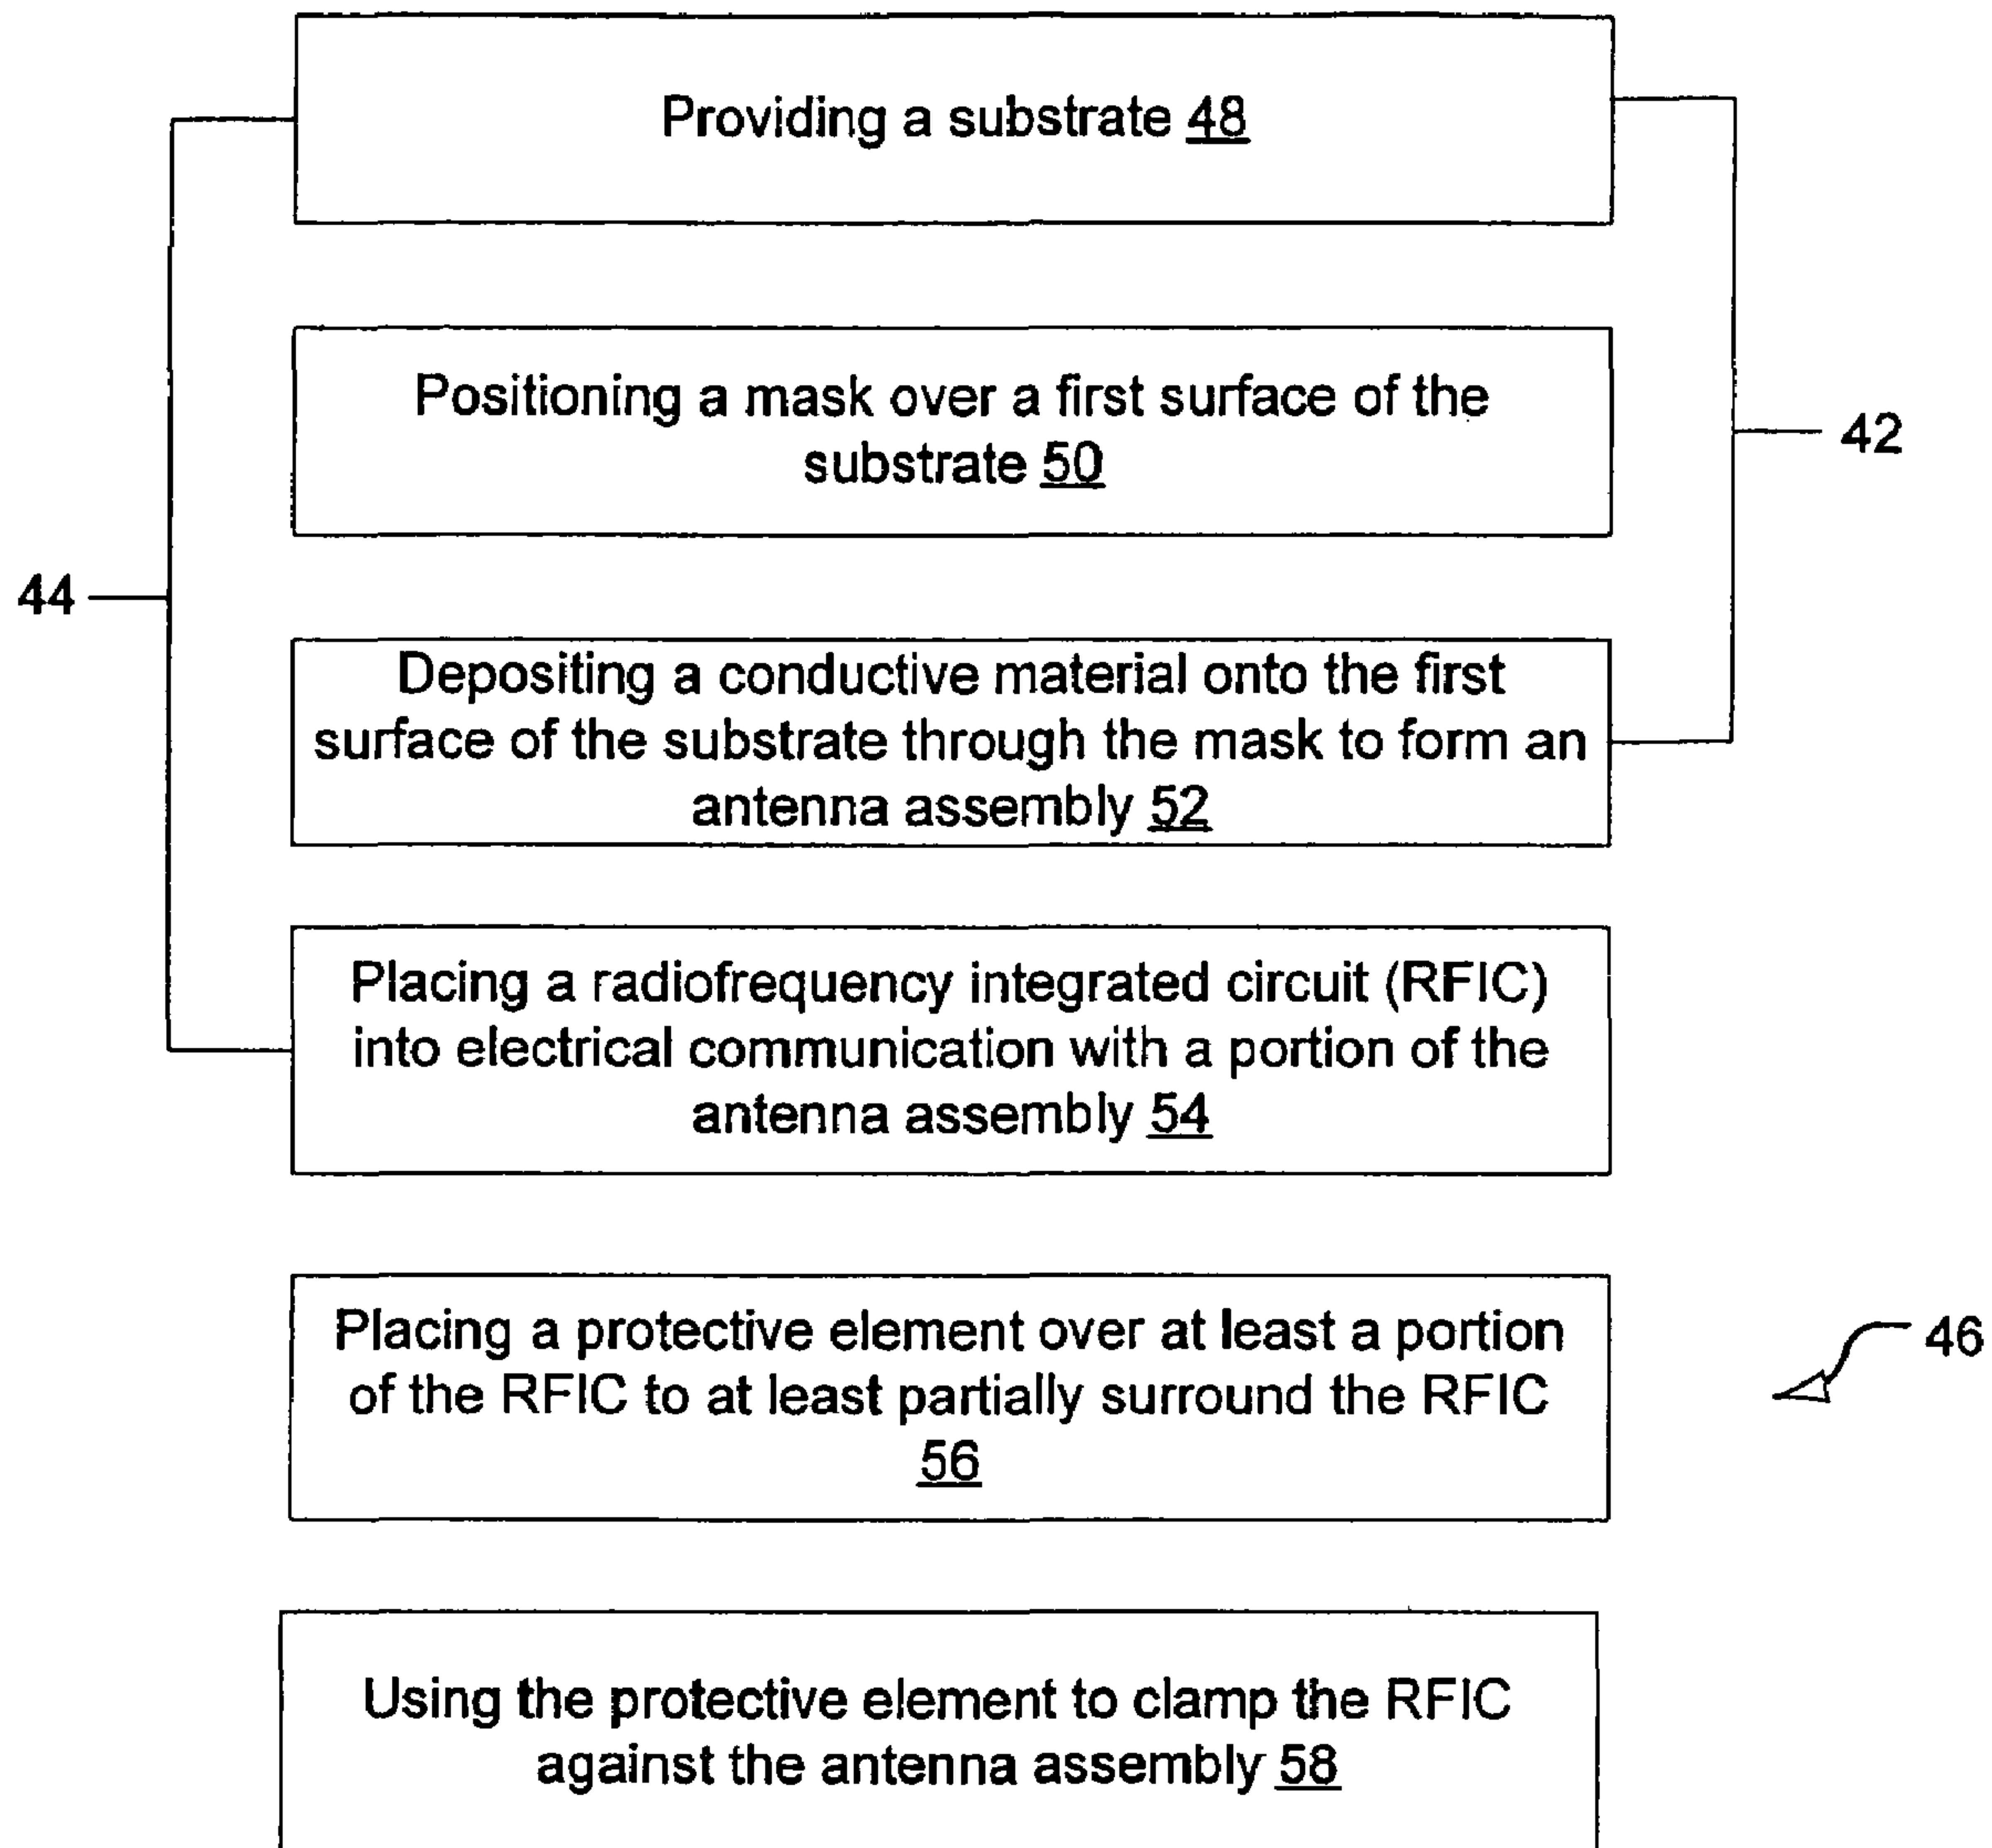 Providing a substrate 48
Positioning a mask over a first surface of the
substrate 50
42
44
Depositing a conductive material onto the first
surface of the substrate through the mask to form an
antenna assembly 52
Placing a radiofrequency integrated circuit (RFIC)
into electrical communication with a portion of the
antenna assembly 54
Placing a protective element over at least a portion
of the RFIC to at least partially surround the RFIC
56
46
Using the protective element to clamp the RFIC
against the antenna assembly 58